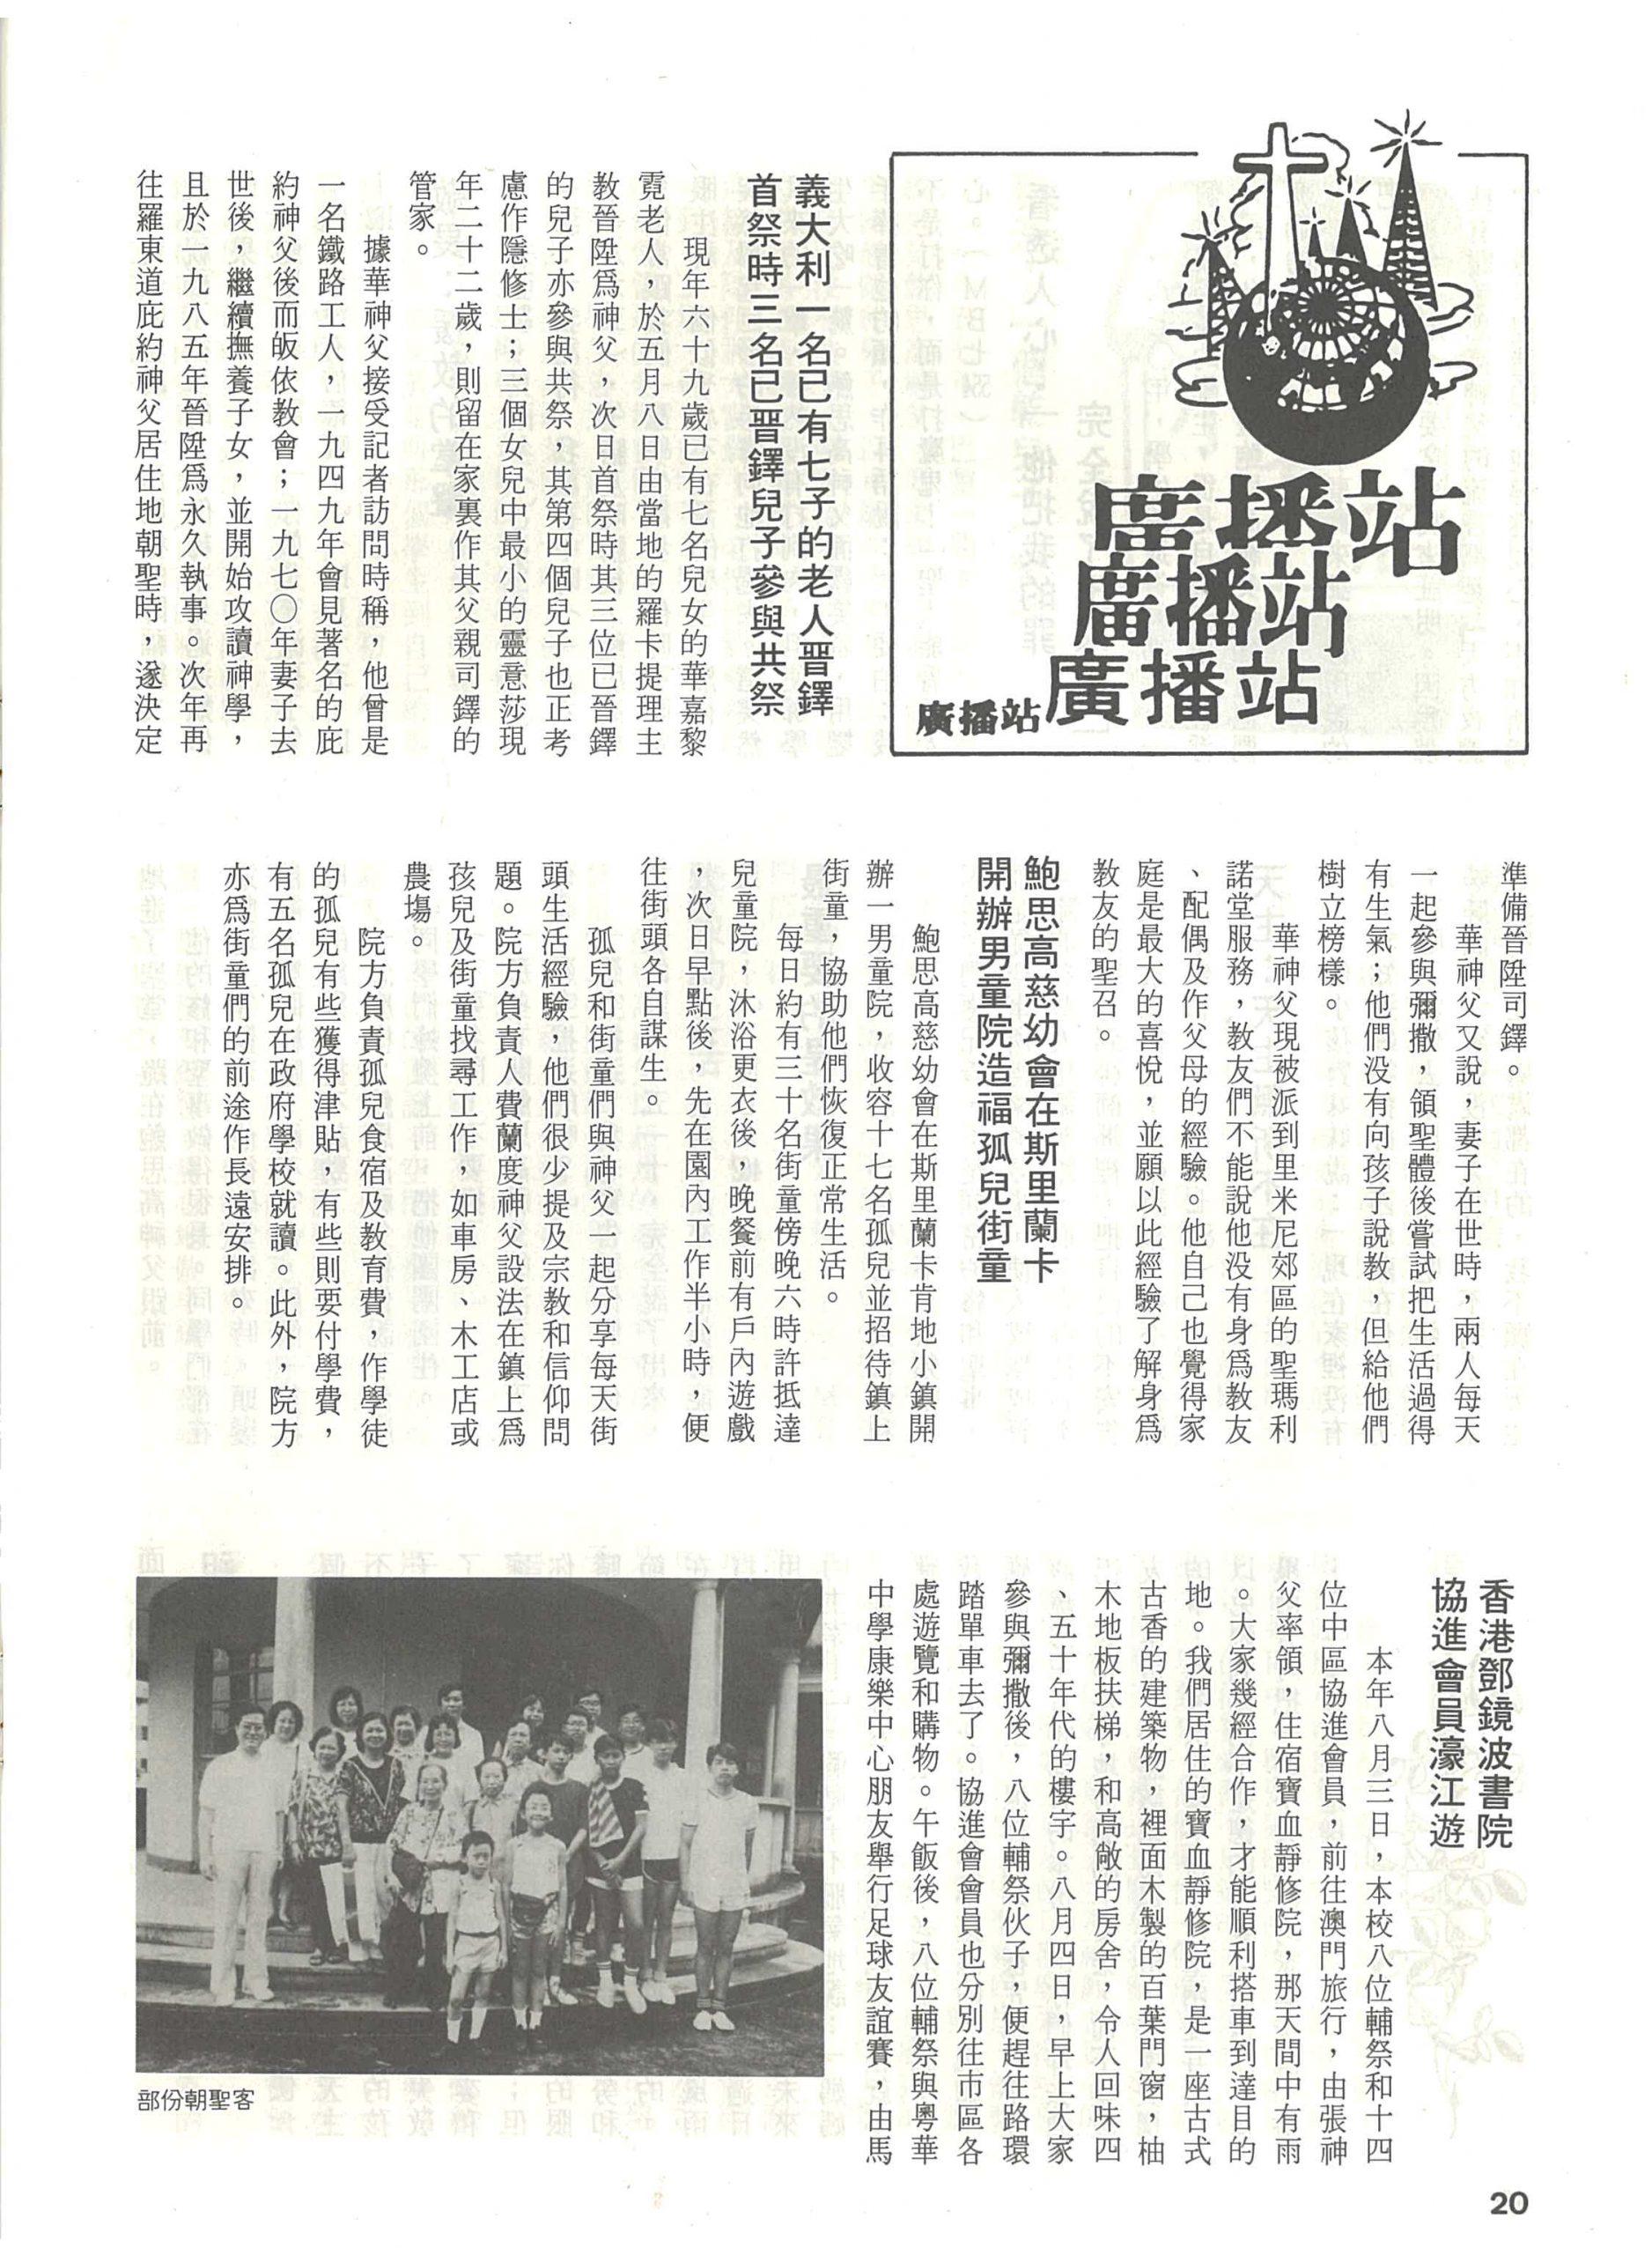 廣播站
廣播站
廣播站
廣播站
義大利一名已有七子的老人晋鐸
首祭時三名已晋鐸兒子參與共祭
現年六十九歲已有七名兒女的華嘉黎
霓老人，於五月八日由當地的羅卡提理主
教晉陞爲神父，次日首祭時其三位已晉鐸
的兒子亦參與共祭，其第四個兒子也正考
慮作隱修士；三個女兒中最小的靈意莎現
年二十二歲，則留在家裏作其父親司鐸的
管家。
據華神父接受記者訪問時稱，他曾是
一名鐵路工人，一九四九年會見著名的庇
約神父後而皈依教會；一九七〇年妻子去
世後，繼續撫養子女，並開始攻讀神學，
且於一九八五年晉陞爲永久執事。次年再
往羅東道庇約神父居住地朝聖時，遂決定
準備晉陞司鐸。
華神父又說，妻子在世時，兩人每天
一起參與彌撒，領聖體後嘗試把生活過得
有生氣；他們没有向孩子說教，但給他們
樹立榜樣。
華神父現被派到里米尼郊區的聖瑪利
諾堂服務，教友們不能說他没有身爲教友
、配偶及作父母的經驗。他自己也覺得家
庭是最大的喜悅，並願以此經驗了解身爲
教友的聖召。
鮑思高慈幼會在斯里蘭卡
開辦男童院造福孤兒街童
鮑思高慈幼會在斯里蘭卡肯地小鎮開
辦一男童院，收容十七名孤兒並招待鎮上
街童，協助他們恢復正常生活。
每日約有三十名街童傍晚六時許抵達
兒童院，沐浴更衣後，晚餐前有戶內遊戲
，次日早點後，先在園內工作半小時，便
往街頭各自謀生。
孤兒和街童們與神父一起分享每天街
頭生活經驗，他們很少提及宗教和信仰問
題。院方負責人費蘭度神父設法在鎮上爲
孩兒及街童找尋工作，如車房、木工店或
農塲。
院方負責孤兒食宿及教育費，作學徒
的孤兒有些獲得津貼，有些則要付學費，
有五名孤兒在政府學校就讀。此外，院方
亦爲街童們的前途作長遠安排。
香港鄧鏡波書院
協進會員濠江遊
本年八月三日，本校八位輔祭和十四
位中區協進會員，前往澳門旅行，由張神
父率領，住宿寶血靜修院，那天間中有雨
。大家幾經合作，才能順利搭車到達目的
地。我們居住的寶血靜修院，是一座古式
古香的建築物，裡面木製的百葉門窗，柚
木地板扶梯，和高敞的房舍，令人回味四
、五十年代的樓宇。八月四日，早上大家
參與彌撒後，八位輔祭伙子，便趕往路環
踏單車去了。協進會會員也分別往市區各
處遊覽和購物。午飯後，八位輔祭與粵華
中學康樂中心朋友舉行足球友誼賽，由馬
部份朝聖客
20